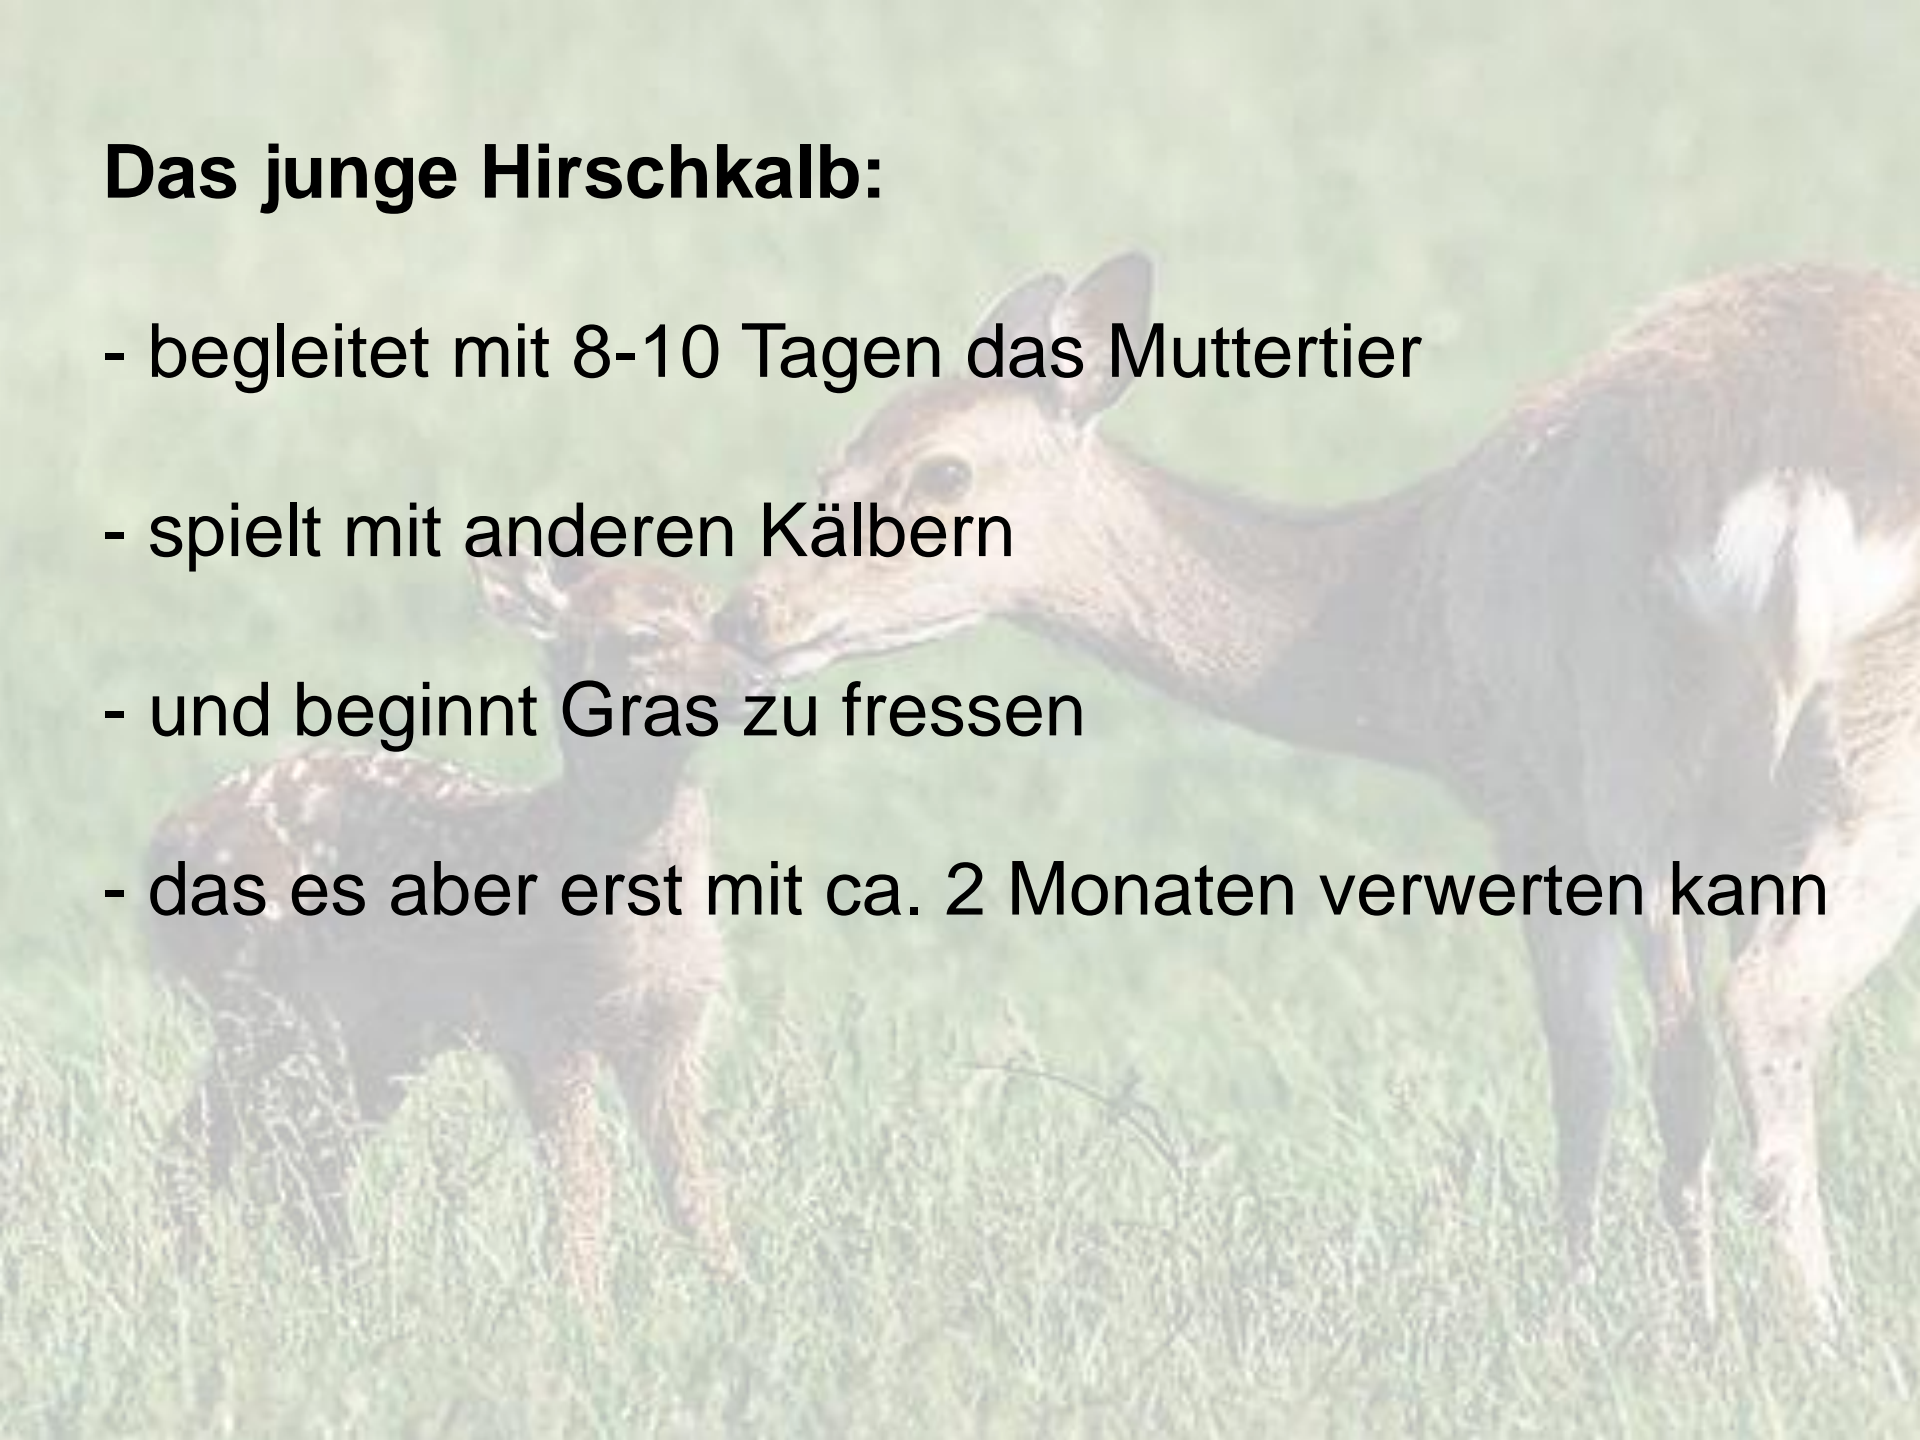 Das junge Hirschkalb:
- begleitet mit 8-10 Tagen das Muttertier
- spielt mit anderen Kälbern
- und beginnt Gras zu fressen
- das es aber erst mit ca. 2 Monaten verwerten kann